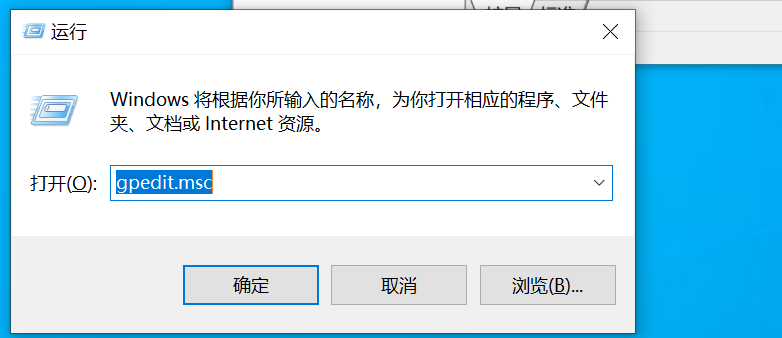 运行
Windows 将根据你所输入的名称，为你打开相应的程序、文件
夹、文档或 Internet 资源。
打开(O):
gpedit.msc
确定
取消
浏览(B)...